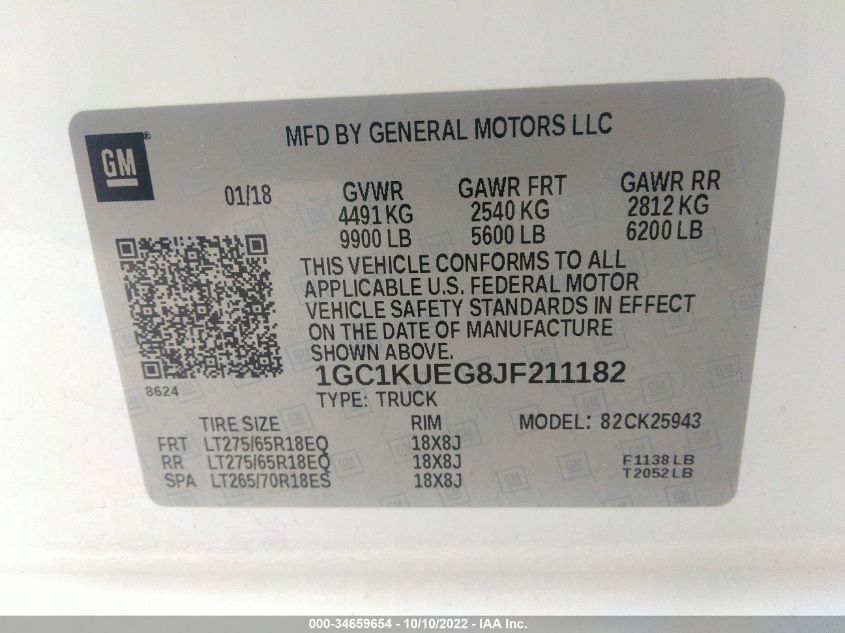 MFD BY GENERAL MOTORS LLC
GM
01/18 GVWR GAWR FRT GAWR RR
4491 KG 2540 KG 2812 KG
9900 LB 5600 LB 6200 LB
THIS VEHICLE CONFORMS TO ALL
APPLICABLE U.S. FEDERAL MOTOR
VEHICLE SAFETY STANDARDS IN EFFECT
ON THE DATE OF MANUFACTURE
SHOWN ABOVE.
8624
1GC1KUEG8JF211182
TYPE: TRUCK MODEL: 82CK25943
TIRE SIZE RIM
FRT LT275/65R18EQ 18X8J
RR LT275/65R18EQ 18X8J F1138 LB
SPA LT265/70R18ES 18X8J T2052 LB
000-34659654 - 10/10/2022 - IAA Inc.